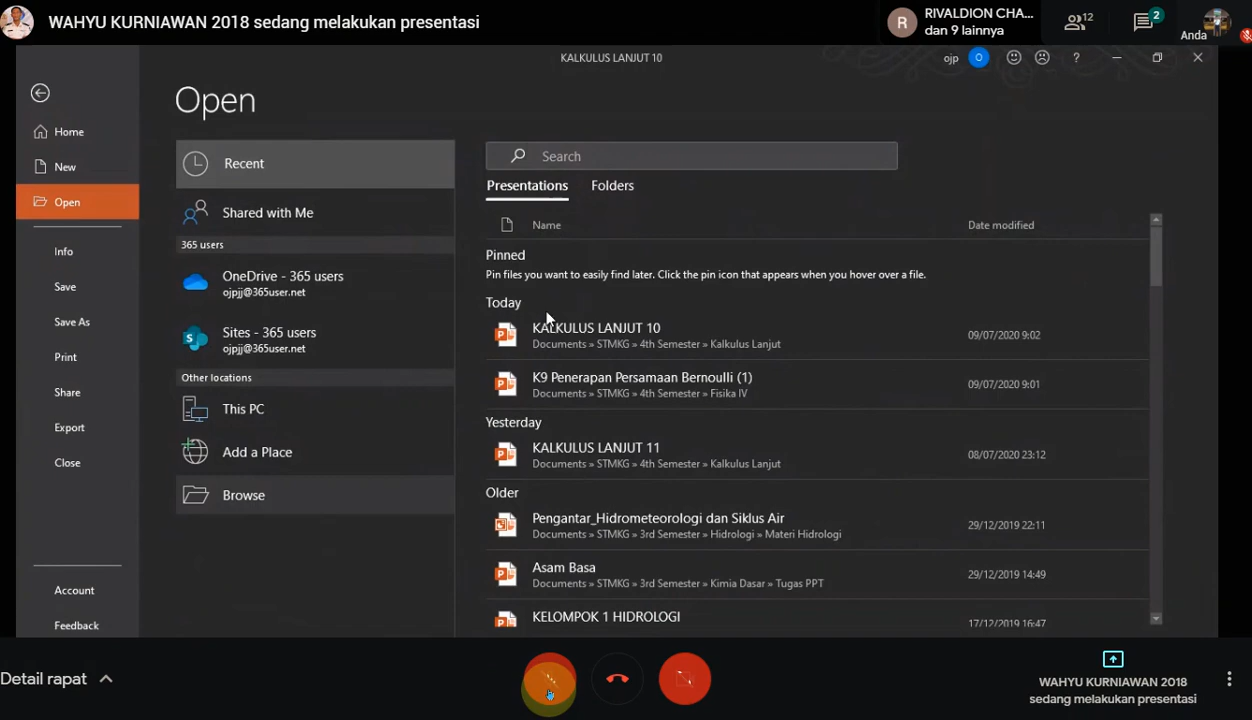 WAHYU KURNIAWAN 2018 sedang melakukan presentasi
R
RIVALDION CHA...
dan 9 lainnya
12
2
Anda
KALKULUS LANJUT 10
ojp
O
?
Open
Home
New
Open
Info
Save
Save As
Print
Share
Export
Close
Account
Feedback
Recent
Shared with Me
365 users
OneDrive - 365 users
ojpjj@365user.net
Sites - 365 users
ojpjj@365user.net
Other locations
This PC
Add a Place
Browse
Search
Presentations Folders
Name Date modified
Pinned
Pin files you want to easily find later. Click the pin icon that appears when you hover over a file.
Today
KALKULUS LANJUT 10
Documents » STMKG » 4th Semester » Kalkulus Lanjut
09/07/2020 9:02
K9 Penerapan Persamaan Bernoulli (1)
Documents » STMKG » 4th Semester » Fisika IV
09/07/2020 9:01
Yesterday
KALKULUS LANJUT 11
Documents » STMKG » 4th Semester » Kalkulus Lanjut
08/07/2020 23:12
Older
Pengantar_Hidrometeorologi dan Siklus Air
Documents » STMKG » 3rd Semester » Hidrologi » Materi Hidrologi
29/12/2019 22:11
Asam Basa
Documents » STMKG » 3rd Semester » Kimia Dasar » Tugas PPT
29/12/2019 14:49
KELOMPOK 1 HIDROLOGI
17/12/2019 16:47
Detail rapat
WAHYU KURNIAWAN 2018
sedang melakukan presentasi